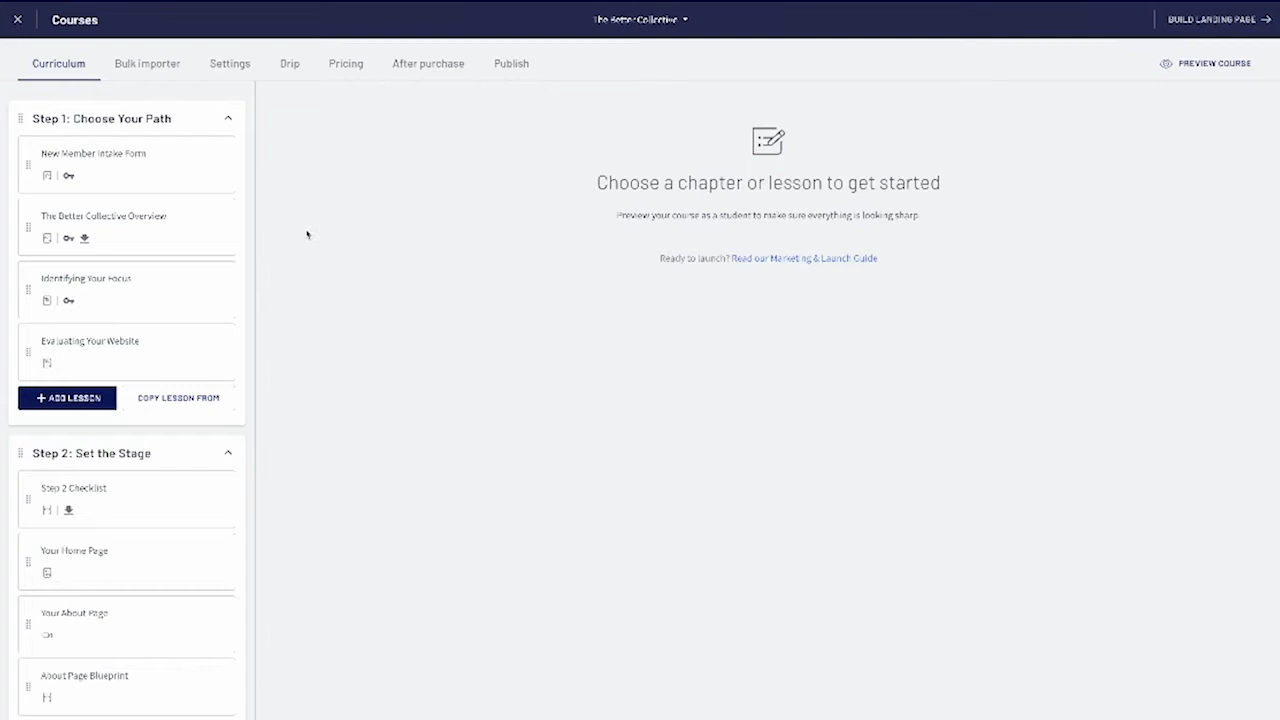 Courses
The Better Collective
BUILD LANDING PAGE
Curriculum
Bulk importer
Settings
Drip
Pricing
After purchase
Publish
PREVIEW COURSE
Step 1: Choose Your Path
New Member Intake Form
The Better Collective Overview
Identifying Your Focus
Evaluating Your Website
+ ADD LESSON
COPY LESSON FROM
Step 2: Set the Stage
Step 2 Checklist
Your Home Page
Your About Page
About Page Blueprint
Choose a chapter or lesson to get started
Preview your course as a student to make sure everything is looking sharp.
Ready to launch? Read our Marketing & Launch Guide